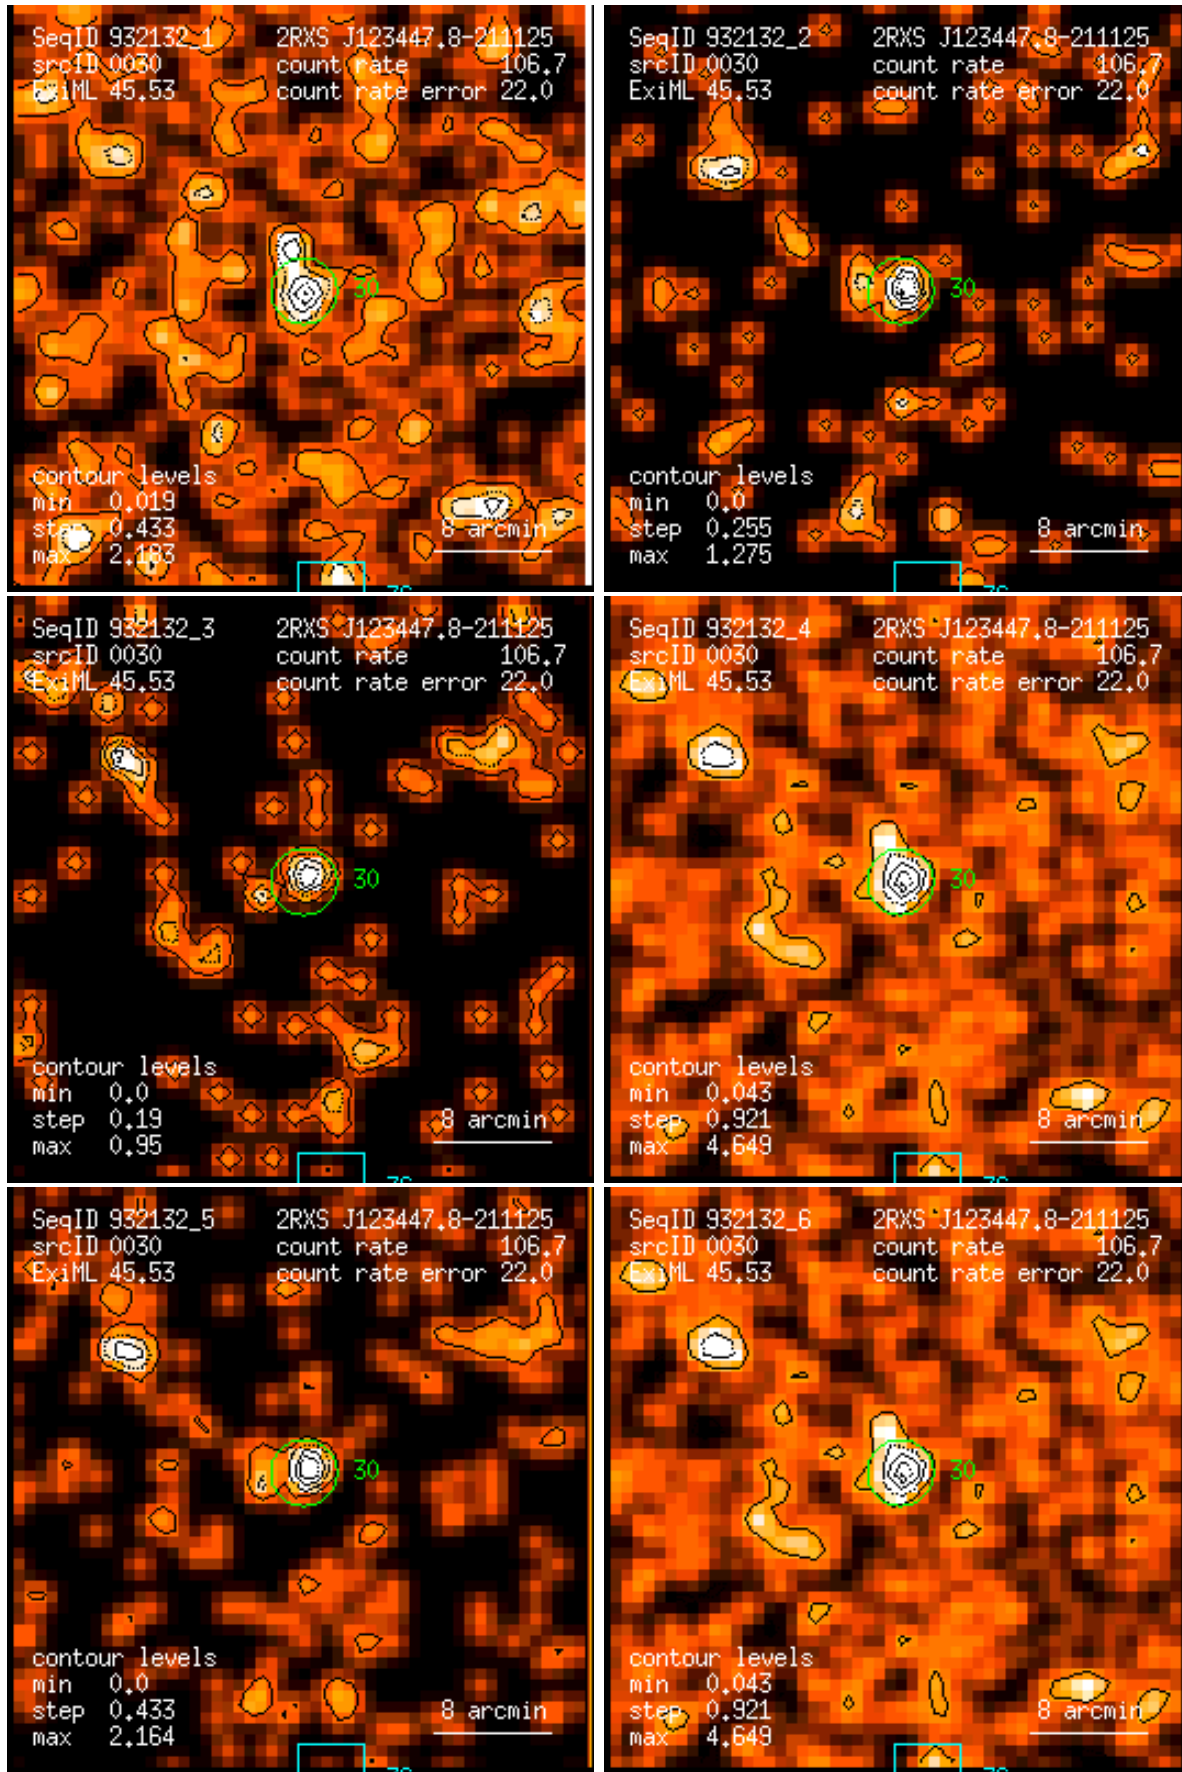 SeqID 932132_1 2RXS J123447.8-211125
srcID 0030 count rate 106.7
ExiML 45.53 count rate error 22.0
30
contour levels
min 0.019
step 0.433 8 arcmin
max 2.183
SeqID 932132_2 2RXS J123447.8-211125
srcID 0030 count rate 106.7
ExiML 45.53 count rate error 22.0
30
contour levels
min 0.0
step 0.255 8 arcmin
max 1.275
SeqID 932132_3 2RXS J123447.8-211125
srcID 0030 count rate 106.7
ExiML 45.53 count rate error 22.0
30
contour levels
min 0.0
step 0.19 8 arcmin
max 0.95
SeqID 932132_4 2RXS J123447.8-211125
srcID 0030 count rate 106.7
ExiML 45.53 count rate error 22.0
30
contour levels
min 0.043
step 0.921 8 arcmin
max 4.649
SeqID 932132_5 2RXS J123447.8-211125
srcID 0030 count rate 106.7
ExiML 45.53 count rate error 22.0
30
contour levels
min 0.0
step 0.433 8 arcmin
max 2.164
SeqID 932132_6 2RXS J123447.8-211125
srcID 0030 count rate 106.7
ExiML 45.53 count rate error 22.0
30
contour levels
min 0.043
step 0.921 8 arcmin
max 4.649